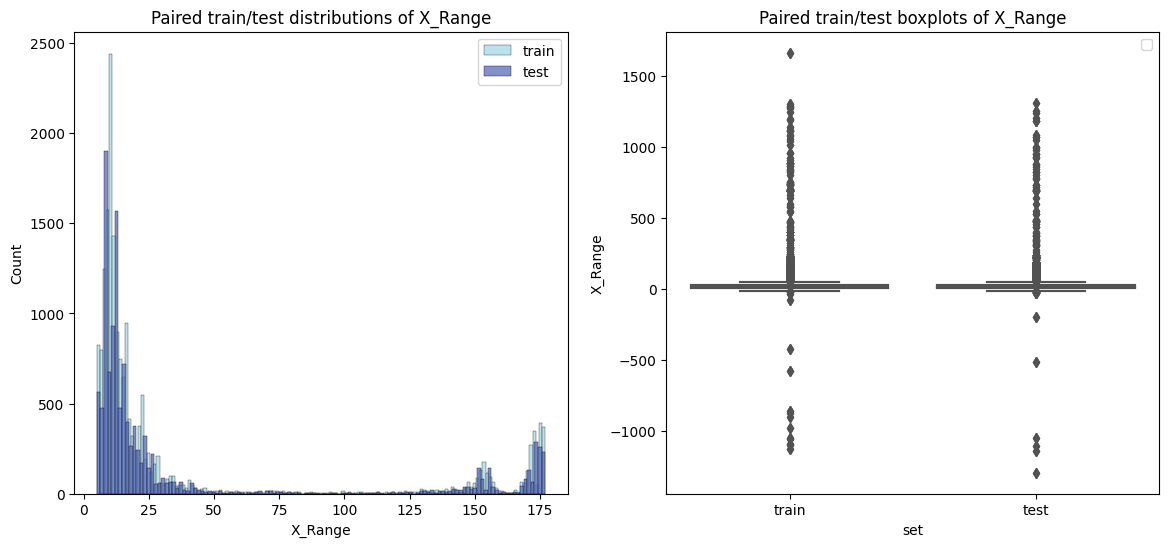 Paired train/test distributions of X_Range
train
test
2500
2000
1500
1000
500
0
Count
0 25 50 75 100 125 150 175
X_Range
Paired train/test boxplots of X_Range
1500
1000
500
0
−500
−1000
X_Range
train test
set